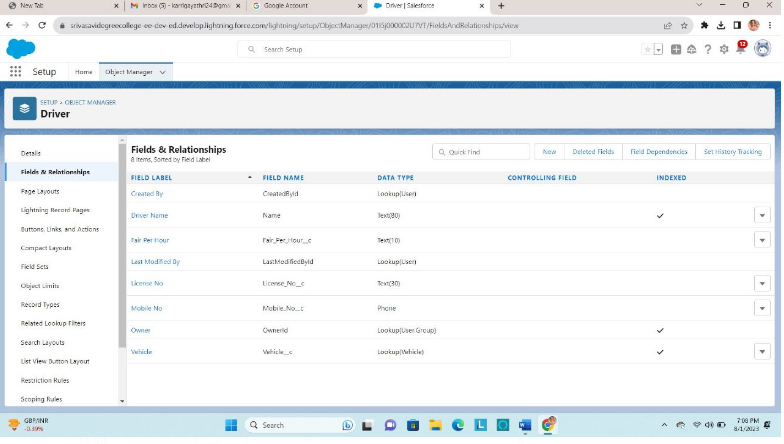 New Tab
Inbox (6) - karrigayathri24@gm
Google Account
Driver | Salesforce
srivasavidegreecollege-ee-dev-ed.develop.lightning.force.com/lightning/setup/ObjectManager/01I5j000002U7VT/FieldsAndRelationships/view
Search Setup
12
Setup
Home
Object Manager
SETUP > OBJECT MANAGER
Driver
Details
Fields & Relationships
Page Layouts
Lightning Record Pages
Buttons, Links, and Actions
Compact Layouts
Field Sets
Object Limits
Record Types
Related Lookup Filters
Search Layouts
List View Button Layout
Restriction Rules
Scoping Rules
Fields & Relationships
8 Items, Sorted by Field Label
Quick Find
New
Deleted Fields
Field Dependencies
Set History Tracking
FIELD LABEL FIELD NAME DATA TYPE CONTROLLING FIELD INDEXED
Created By CreatedById Lookup(User)
Driver Name Name Text(80)
Fair Per Hour Fair_Per_Hour__c Text(10)
Last Modified By LastModifiedById Lookup(User)
License No License_No__c Text(30)
Mobile No Mobile_No__c Phone
Owner OwnerId Lookup(User,Group)
Vehicle Vehicle__c Lookup(Vehicle)
GBP/INR
-0.39%
Search
7:08 PM
8/1/2023